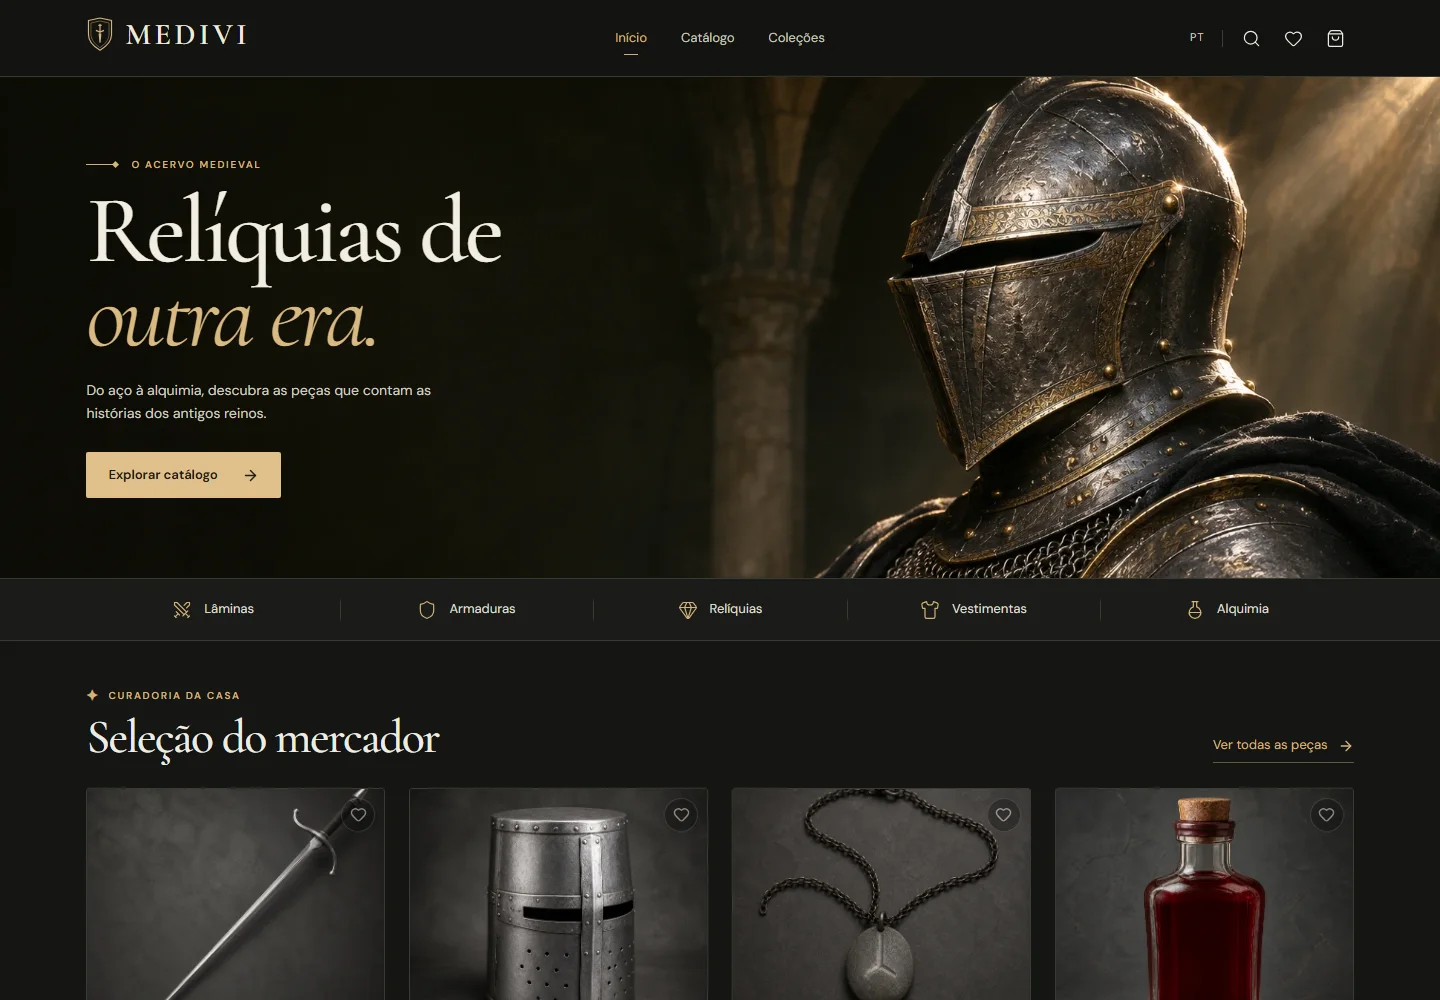 MEDIVI
Início
Catálogo
Coleções
PT
O ACERVO MEDIEVAL
Relíquias de
outra era.
Do aço à alquimia, descubra as peças que contam as
histórias dos antigos reinos.
Explorar catálogo
Lâminas
Armaduras
Relíquias
Vestimentas
Alquimia
CURADORIA DA CASA
Seleção do mercador
Ver todas as peças